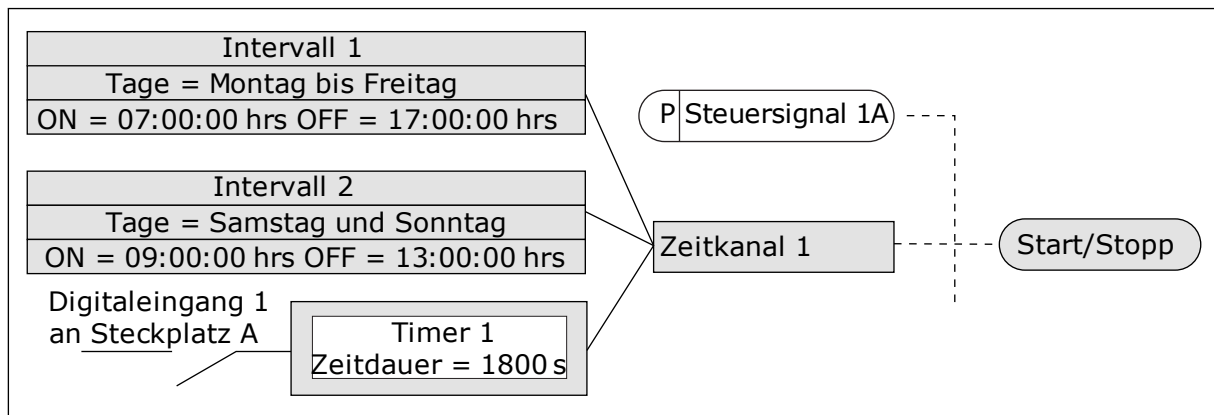 Intervall 1
Tage = Montag bis Freitag
ON = 07:00:00 hrs OFF = 17:00:00 hrs
P Steuersignal 1A
Intervall 2
Tage = Samstag und Sonntag
ON = 09:00:00 hrs OFF = 13:00:00 hrs
Zeitkanal 1
Start/Stopp
Digitaleingang 1
an Steckplatz A
Timer 1
Zeitdauer = 1800 s